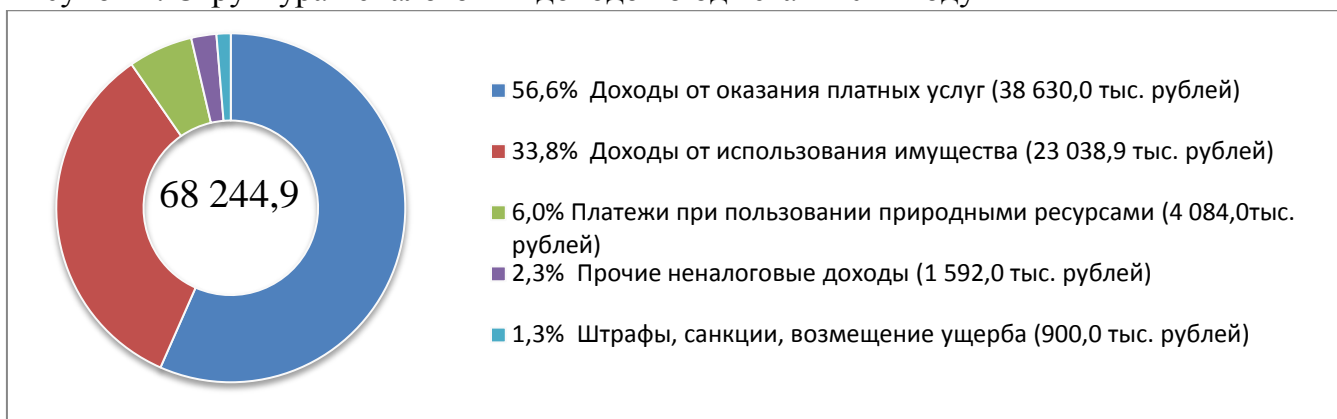 68 244,9
56,6% Доходы от оказания платных услуг (38 630,0 тыс. рублей)
33,8% Доходы от использования имущества (23 038,9 тыс. рублей)
6,0% Платежи при пользовании природными ресурсами (4 084,0тыс.
рублей)
2,3% Прочие неналоговые доходы (1 592,0 тыс. рублей)
1,3% Штрафы, санкции, возмещение ущерба (900,0 тыс. рублей)